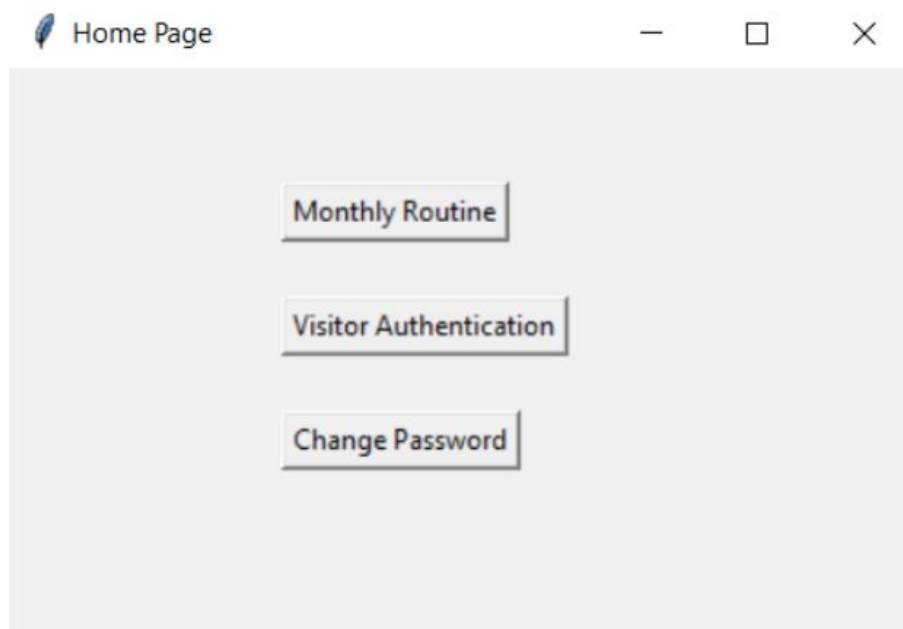 Home Page
Monthly Routine
Visitor Authentication
Change Password